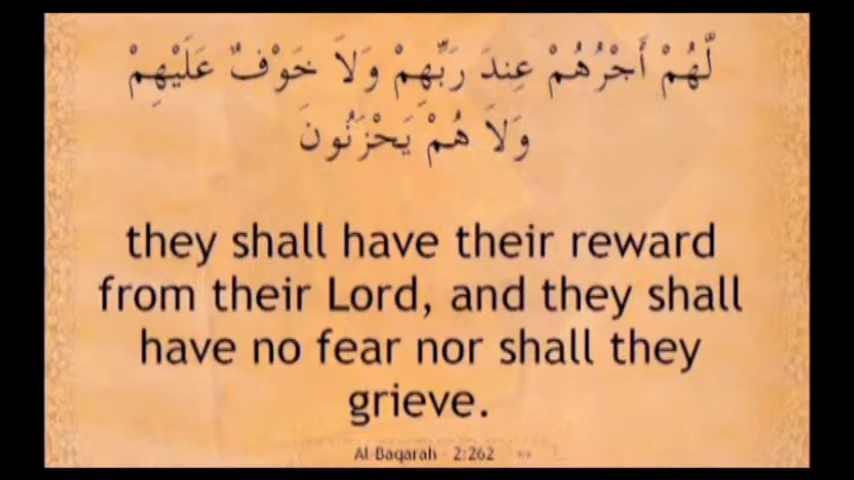 لَّهُمْ أَجْرُهُمْ عِندَ رَبِّهِمْ وَلاَ خَوْفٌ عَلَيْهِمْ
وَلاَ هُمْ يَحْزَنُونَ
they shall have their reward
from their Lord, and they shall
have no fear nor shall they
grieve.
Al-Baqarah - 2:262